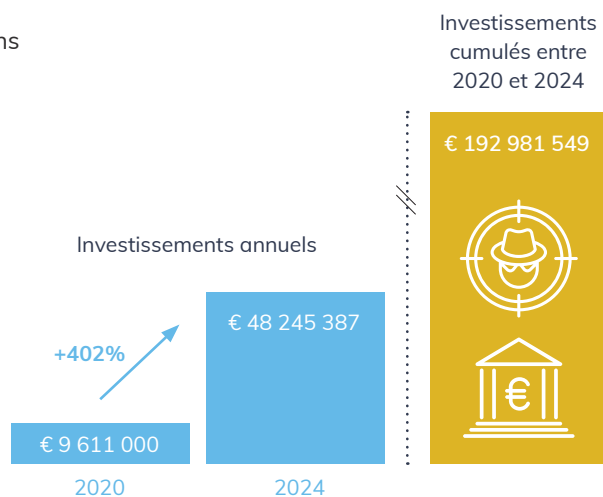 ns
Investissements
cumulés entre
2020 et 2024
€ 192 981 549
Investissements annuels
€ 48 245 387
+402%
€ 9 611 000
€
2020
2024